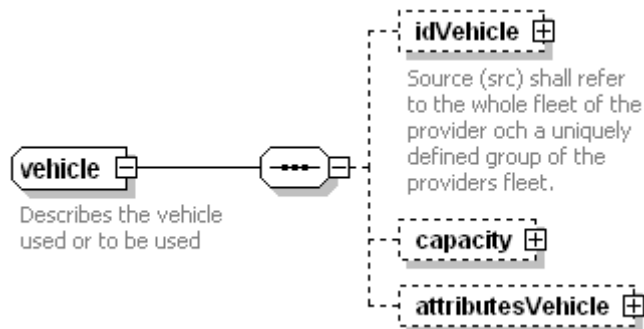 idVehicle
Source (src) shall refer
to the whole fleet of the
provider och a uniquely
defined group of the
providers fleet.
vehicle
Describes the vehicle
used or to be used
capacity
attributesVehicle